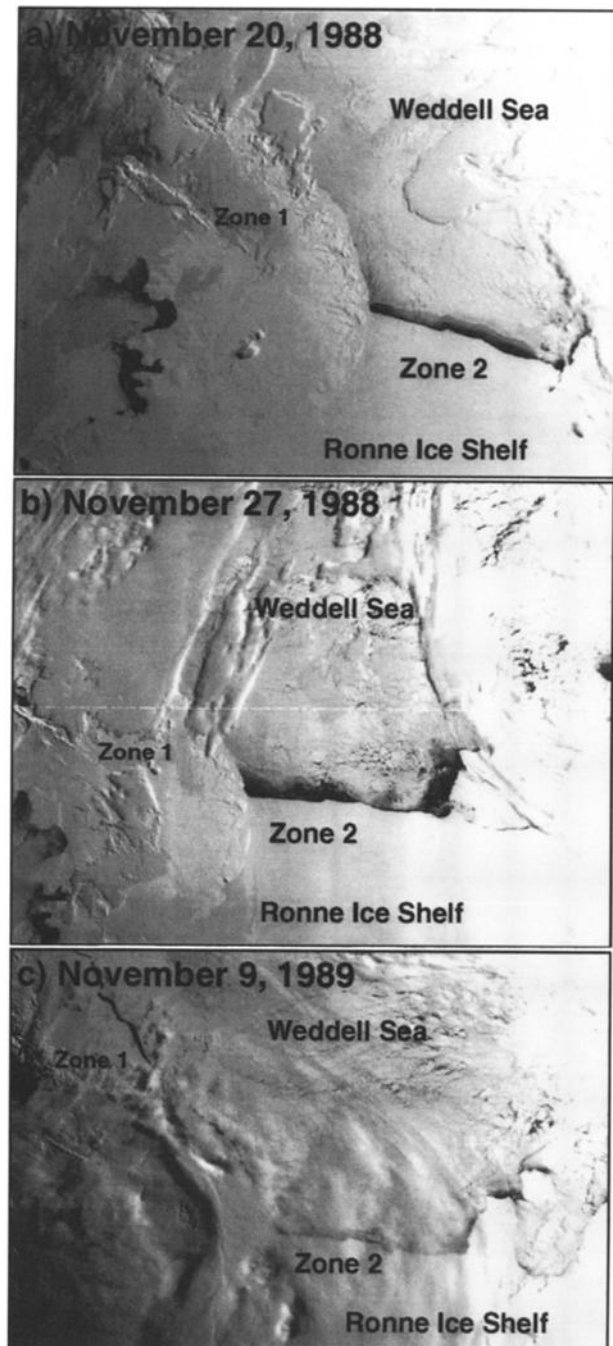 a) November 20, 1988
Weddell Sea
Zone 1
Zone 2
Ronne Ice Shelf
b) November 27, 1988
Weddell Sea
Zone 1
Zone 2
Ronne Ice Shelf
c) November 9, 1989
Weddell Sea
Zone 1
Zone 2
Ronne Ice Shelf